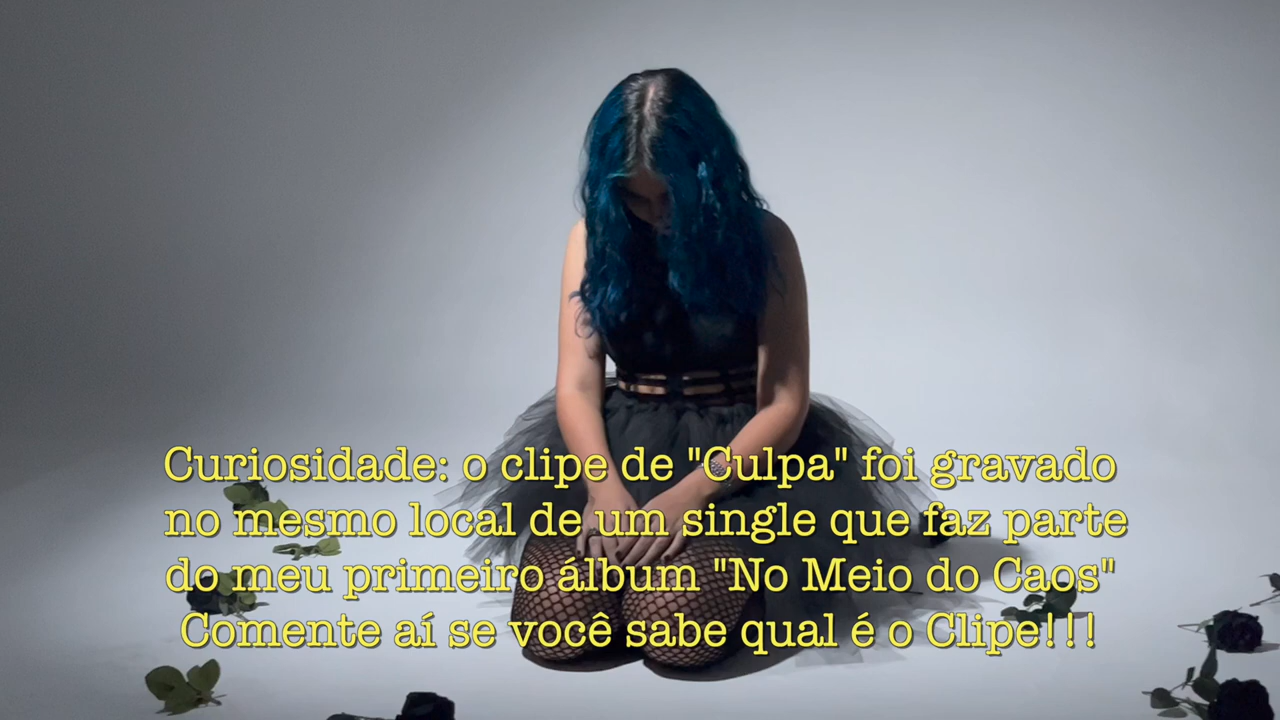 Curiosidade: o clipe de "Culpa" foi gravado
no mesmo local de um single que faz parte
do meu primeiro álbum "No Meio do Caos"
Comente aí se você sabe qual é o Clipe!!!